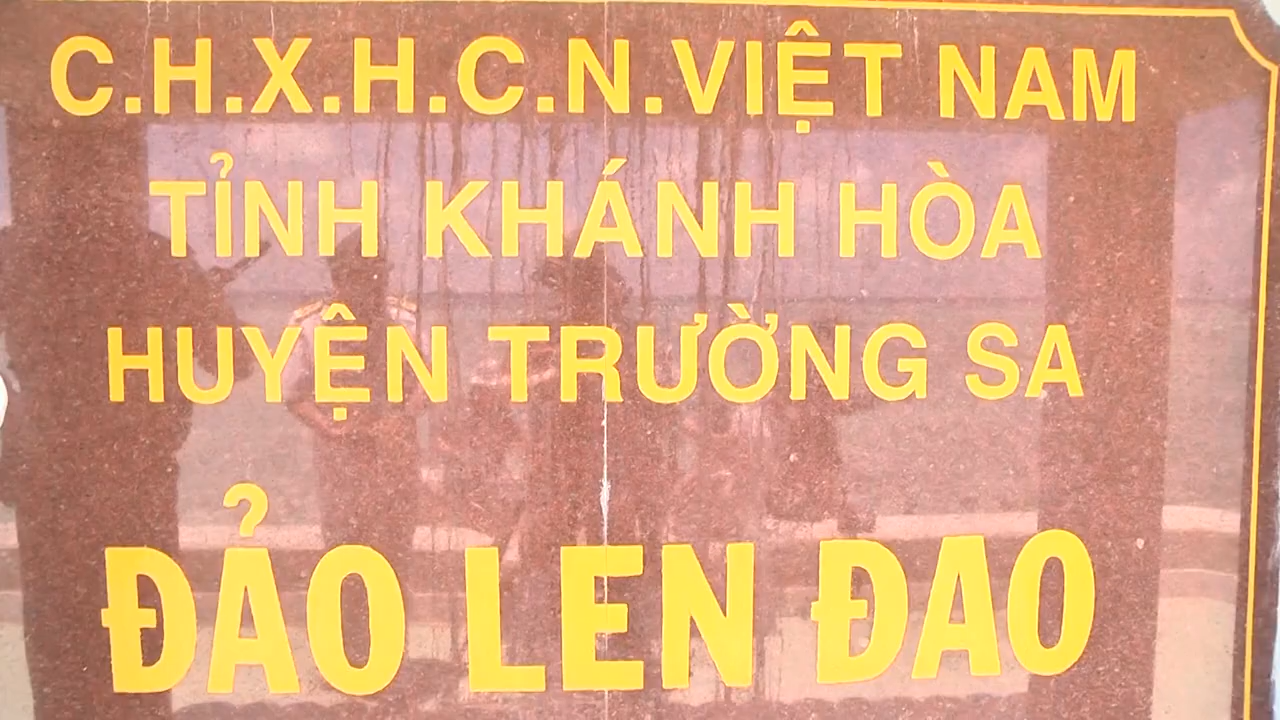 C.H.X.H.C.N.VIỆT NAM
TỈNH KHÁNH HÒA
HUYỆN TRƯỜNG SA
ĐẢO LEN ĐAO